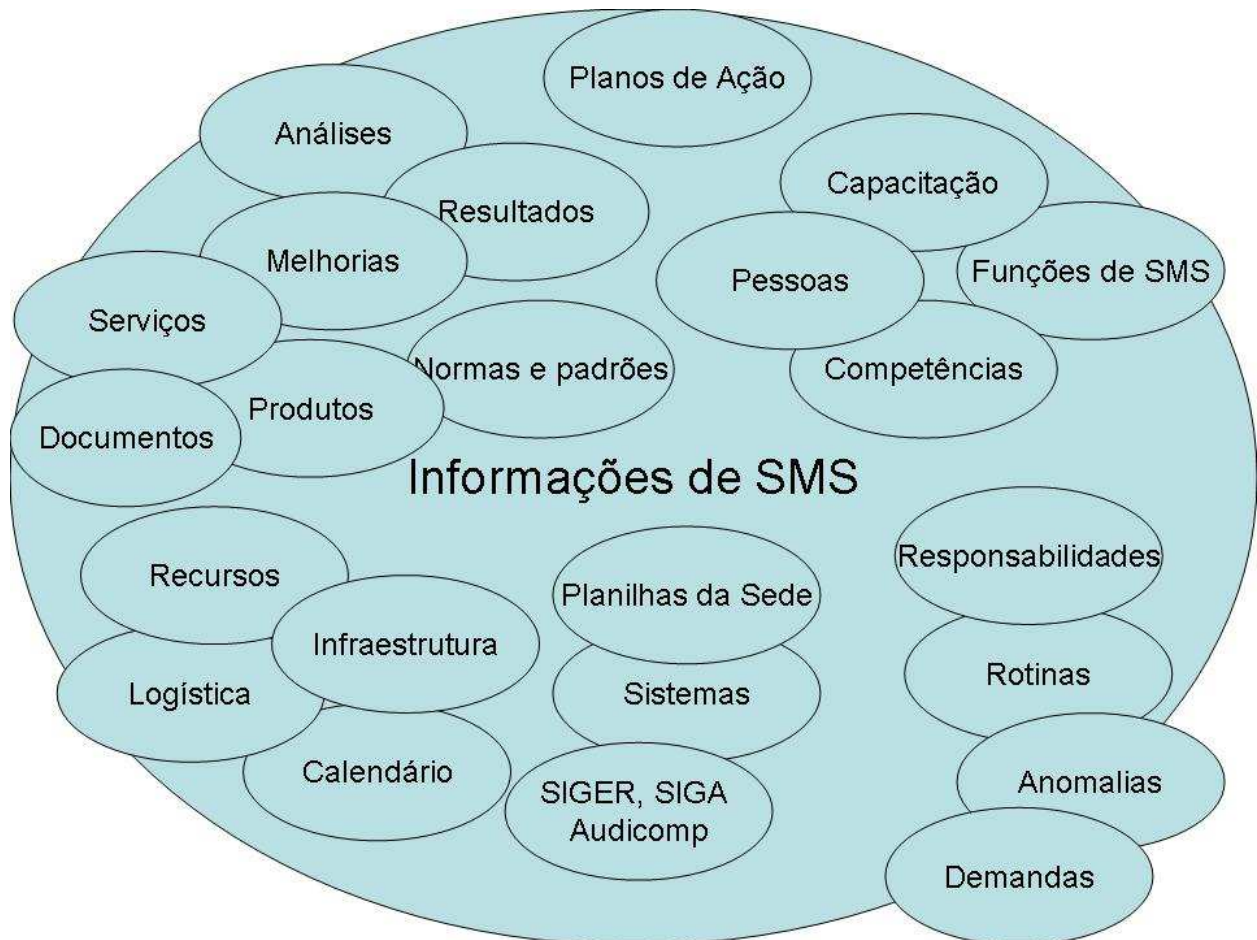 Planos de Ação
Análises
Capacitação
Resultados
Melhorias
Pessoas
Funções de SMS
Serviços
Normas e padrões
Competências
Produtos
Documentos
Informações de SMS
Responsabilidades
Recursos
Planilhas da Sede
Infraestrutura
Rotinas
Logística
Sistemas
Calendário
Anomalias
SIGER, SIGA
Audicomp
Demandas